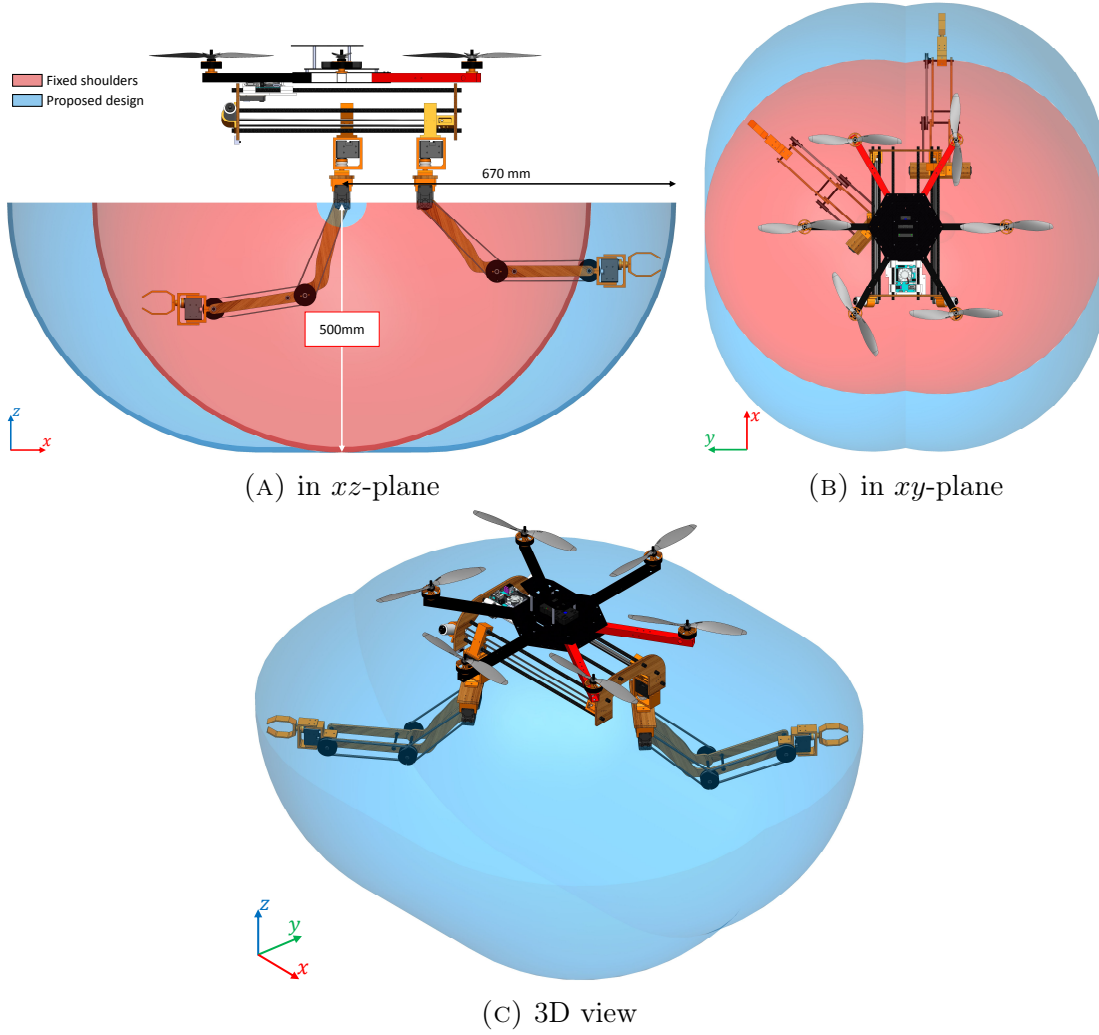 Fixed shoulders
Proposed design
670 mm
500mm
z
x
(A) in xz-plane
x
y
(B) in xy-plane
z
y
x
(C) 3D view